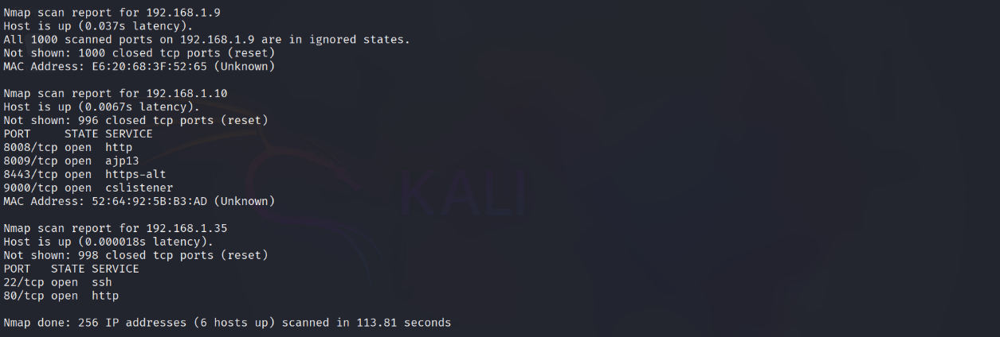 Nmap scan report for 192.168.1.9
Host is up (0.037s latency).
All 1000 scanned ports on 192.168.1.9 are in ignored states.
Not shown: 1000 closed tcp ports (reset)
MAC Address: E6:20:68:3F:52:65 (Unknown)
Nmap scan report for 192.168.1.10
Host is up (0.0067s latency).
Not shown: 996 closed tcp ports (reset)
PORT     STATE SERVICE
8008/tcp open  http
8009/tcp open  ajp13
8443/tcp open  https-alt
9000/tcp open  cslistener
MAC Address: 52:64:92:5B:B3:AD (Unknown)
KALI
Nmap scan report for 192.168.1.35
Host is up (0.000018s latency).
Not shown: 998 closed tcp ports (reset)
PORT   STATE SERVICE
22/tcp open  ssh
80/tcp open  http
Nmap done: 256 IP addresses (6 hosts up) scanned in 113.81 seconds